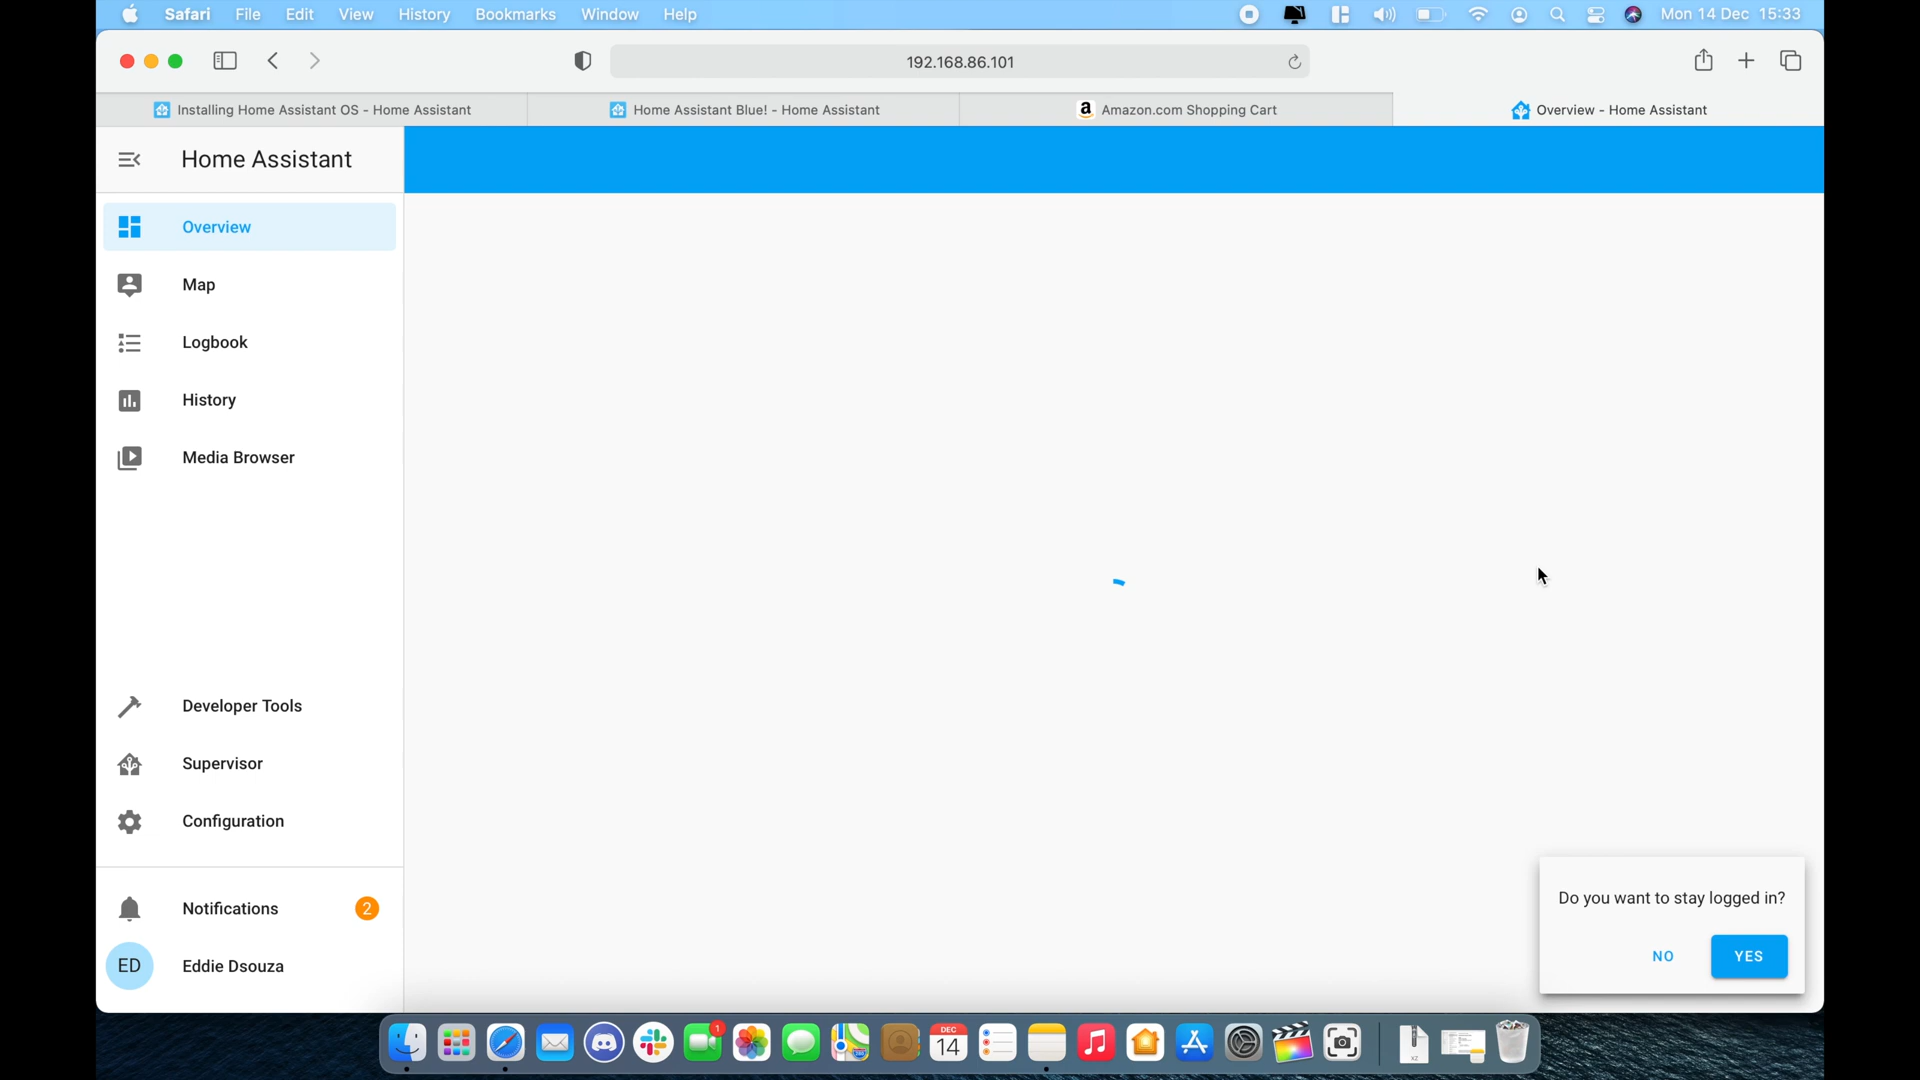 Safari File Edit View History Bookmarks Window Help Mon 14 Dec 15:33
192.168.86.101
Installing Home Assistant OS - Home Assistant
Home Assistant Blue! - Home Assistant
a Amazon.com Shopping Cart
Overview - Home Assistant
Home Assistant
Overview
Map
Logbook
History
Media Browser
Developer Tools
Supervisor
Configuration
Notifications 2
ED Eddie Dsouza
Do you want to stay logged in?
NO YES
1
DEC
14